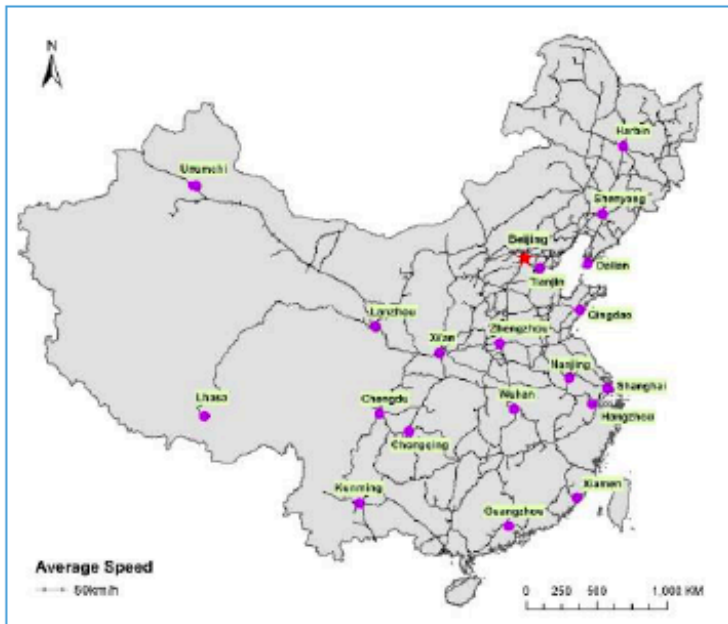 N
Harbin
Urumchi
Shenyang
Beijing
Dalian
Tianjin
Lanzhou
Qingdao
Xi'an
Zhengzhou
Nanjing
Lhasa
Chengdu
Wuhan
Shanghai
Hangzhou
Chongqing
Kunming
Xiamen
Guangzhou
Average Speed
50km/h
0 250 500 1,000 KM